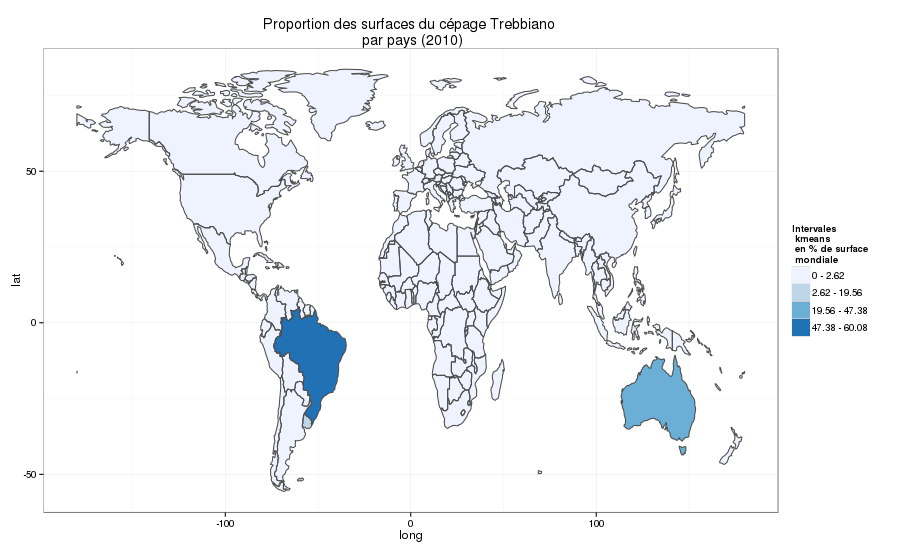 Proportion des surfaces du cépage Trebbiano
par pays (2010)
50
0
-50
lat
-100
0
100
long
Intervales
kmeans
en % de surface
mondiale
0 - 2.62
2.62 - 19.56
19.56 - 47.38
47.38 - 60.08